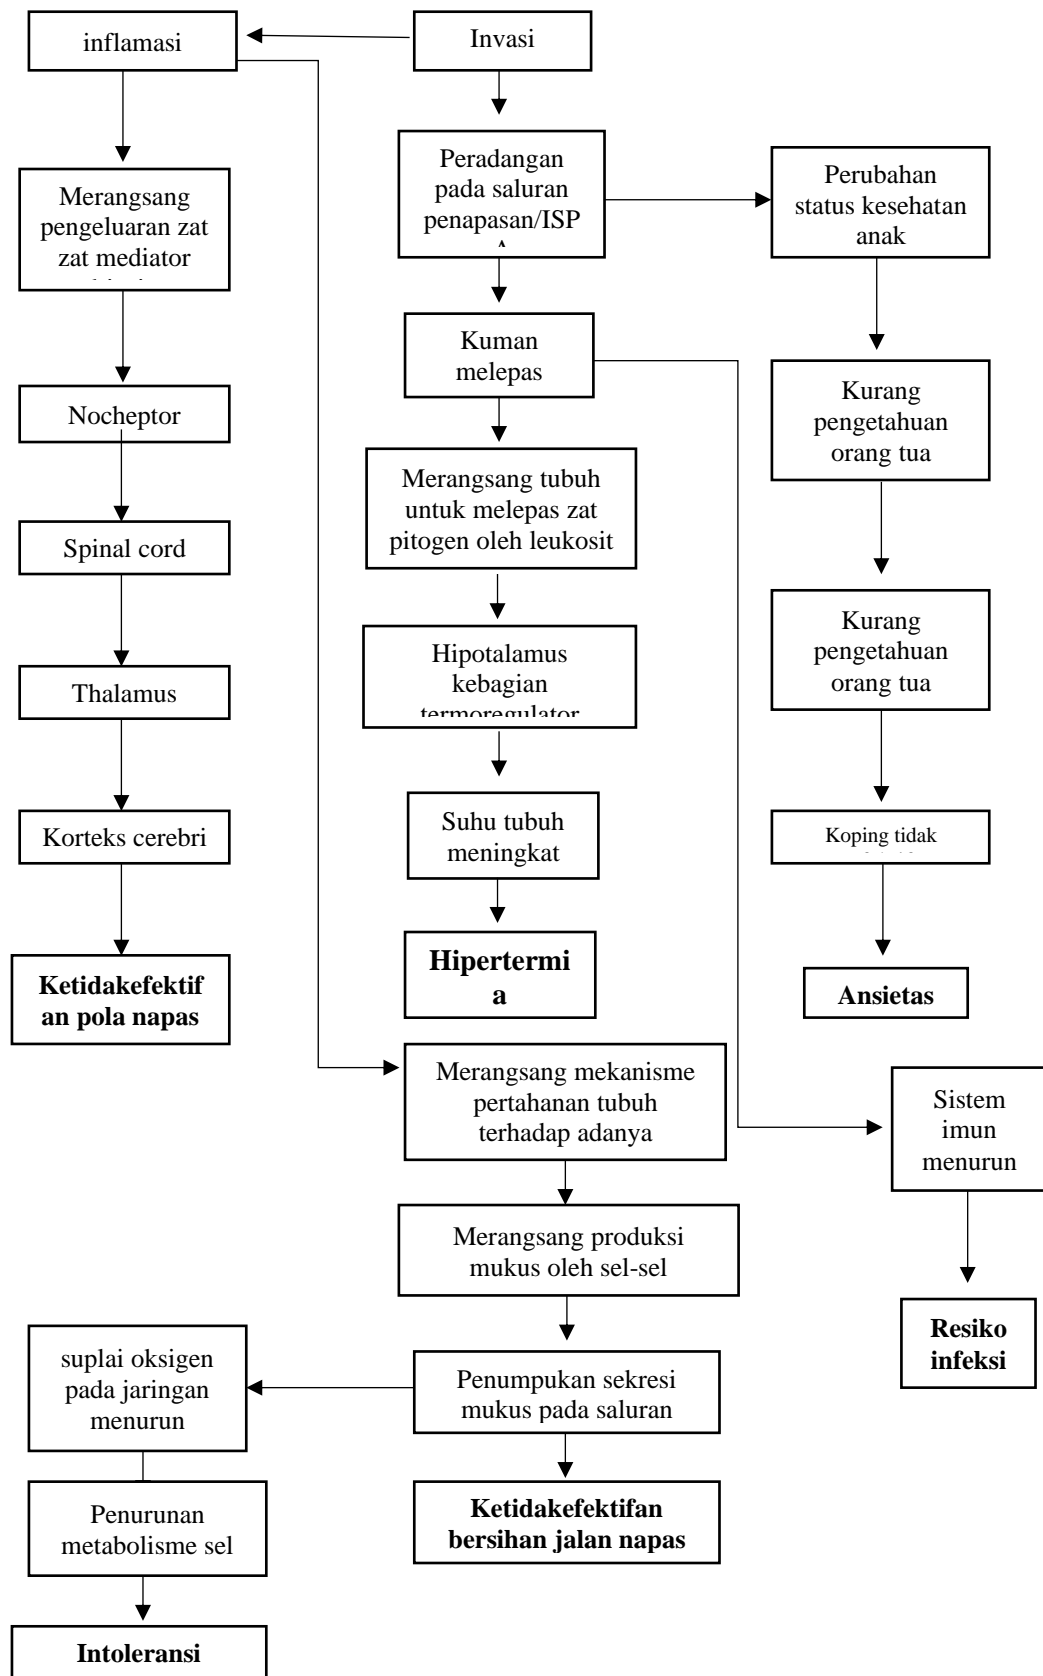 inflamasi
Invasi
Peradangan
pada saluran
penapasan/ISP
Perubahan
status kesehatan
anak
Merangsang
pengeluaran zat
zat mediator
Kuman
melepas
Kurang
pengetahuan
orang tua
Nocheptor
Merangsang tubuh
untuk melepas zat
pitogen oleh leukosit
Spinal cord
Kurang
pengetahuan
orang tua
Hipotalamus
kebagian
termoregulator
Thalamus
Korteks cerebri
Suhu tubuh
meningkat
Koping tidak
Ketidakefektif
an pola napas
Hipertermi
a
Ansietas
Merangsang mekanisme
pertahanan tubuh
terhadap adanya
Sistem
imun
menurun
Merangsang produksi
mukus oleh sel-sel
Resiko
infeksi
suplai oksigen
pada jaringan
menurun
Penumpukan sekresi
mukus pada saluran
Penurunan
metabolisme sel
Ketidakefektifan
bersihan jalan napas
Intoleransi